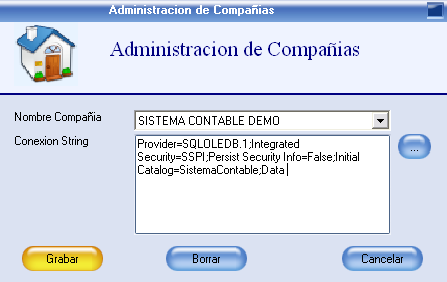 Administracion de Compañias
Administracion de Compañias
Nombre Compañia
SISTEMA CONTABLE DEMO
Conexion String
Provider=SQLOLEDB.1;Integrated
Security=SSPI;Persist Security Info=False;Initial
Catalog=SistemaContable;Data
...
Grabar
Borrar
Cancelar